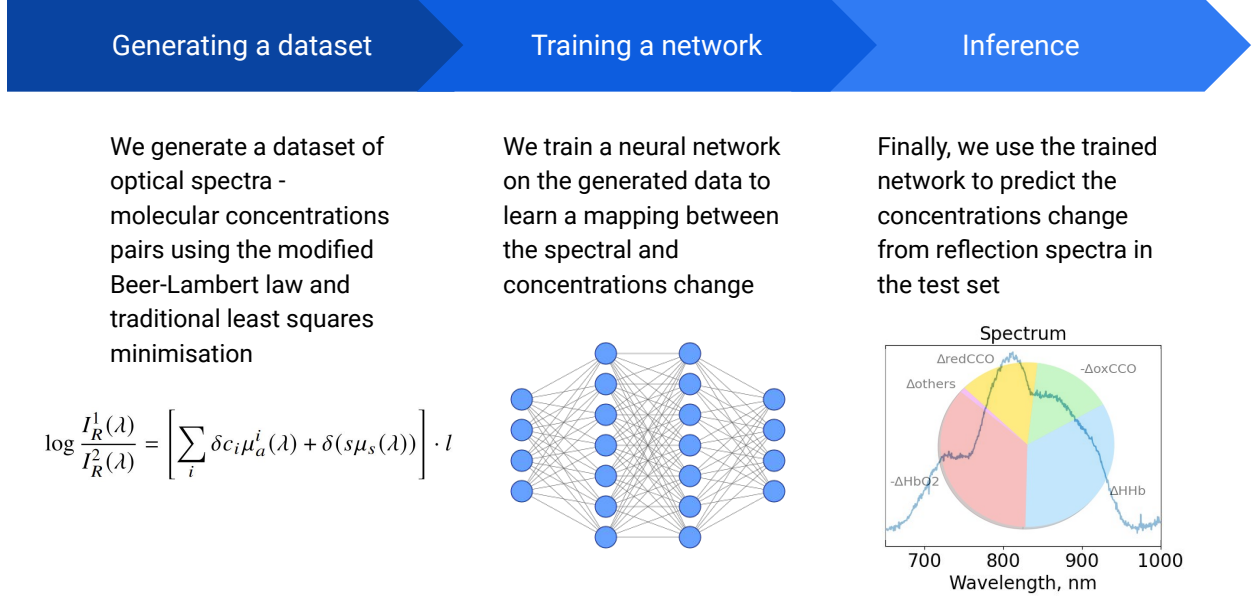 Generating a dataset
Training a network
Inference
We generate a dataset of
optical spectra -
molecular concentrations
pairs using the modified
Beer-Lambert law and
traditional least squares
minimisation
log I_R^1(λ) / I_R^2(λ) = [∑_i δc_i μ_a^i(λ) + δ(sμ_s(λ))] · l
We train a neural network
on the generated data to
learn a mapping between
the spectral and
concentrations change
Finally, we use the trained
network to predict the
concentrations change
from reflection spectra in
the test set
Spectrum
ΔredCCO
-ΔoxCCO
Δothers
-ΔHbO2
ΔHHb
700 800 900 1000
Wavelength, nm